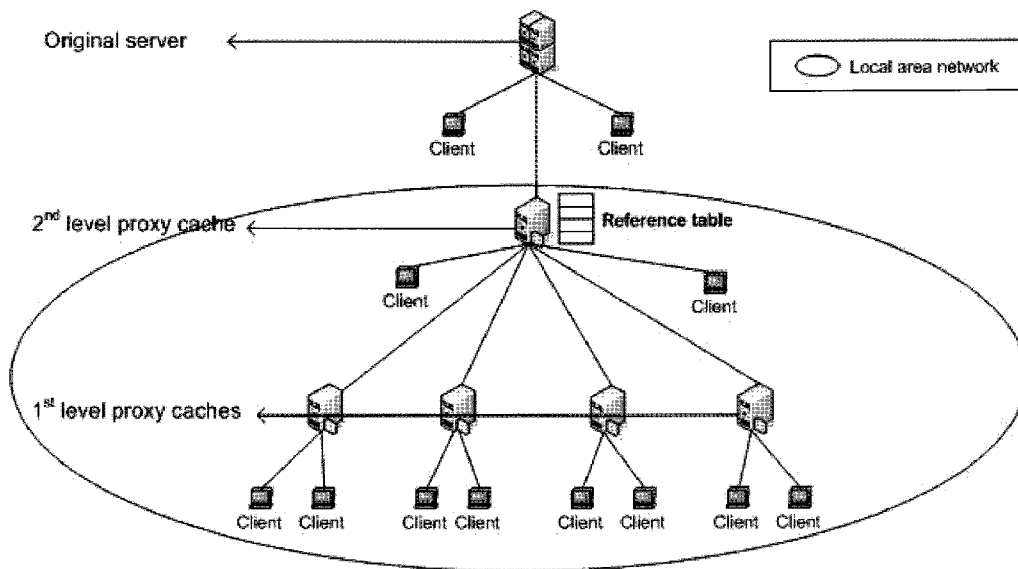 Original server
Local area network
Client Client
2nd level proxy cache
Reference table
Client Client
1st level proxy caches
Client Client Client Client Client Client Client Client